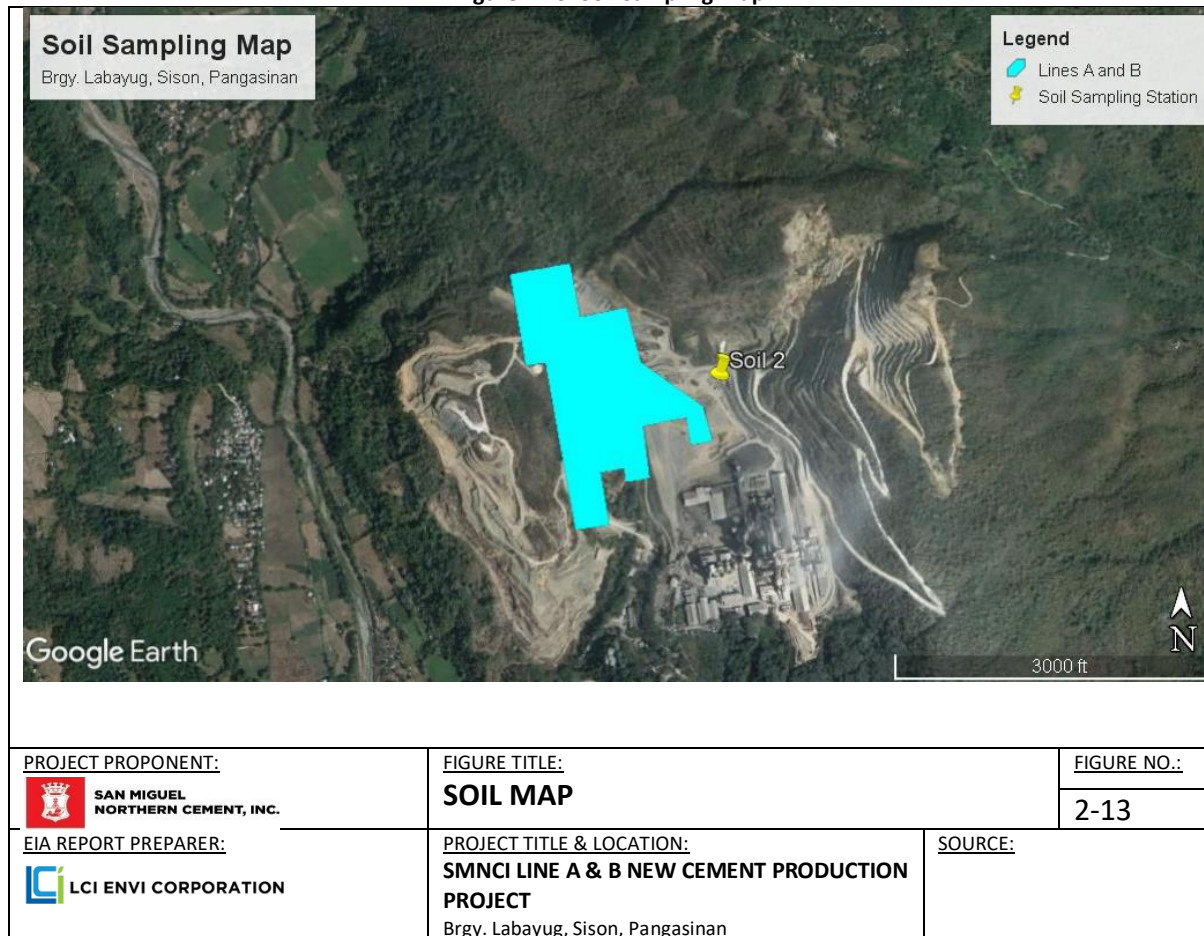 Soil Sampling Map
Brgy. Labayug, Sison, Pangasinan
Legend
Lines A and B
Soil Sampling Station
Soil 2
Google Earth
N
3000 ft
PROJECT PROPONENT:
SAN MIGUEL
NORTHERN CEMENT, INC.
FIGURE TITLE:
SOIL MAP
FIGURE NO.:
2-13
EIA REPORT PREPARER:
LCI ENVI CORPORATION
PROJECT TITLE & LOCATION:
SMNCI LINE A & B NEW CEMENT PRODUCTION
PROJECT
Brgy. Labayug, Sison, Pangasinan
SOURCE: